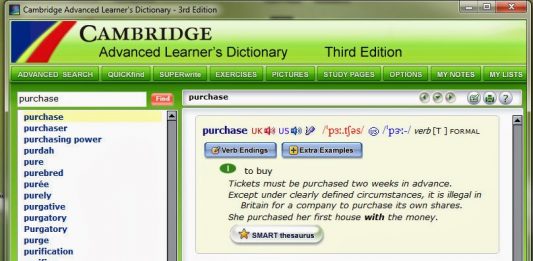 Cambridge Advanced Learner's Dictionary - 3rd Edition
CAMBRIDGE
Advanced Learner's Dictionary Third Edition
ADVANCED SEARCH QUICKfind SUPERwrite EXERCISES PICTURES STUDY PAGES OPTIONS MY NOTES MY LISTS
purchase Find
purchase
purchaser
purchasing power
purdah
pure
purebred
purée
purely
purgative
purgatory
Purgatory
purge
purification
purchase
purchase UK US /ˈpɜː.tʃəs/ /ˈpɝː-/ verb [T] FORMAL
Verb Endings Extra Examples
to buy
Tickets must be purchased two weeks in advance.
Except under clearly defined circumstances, it is illegal in
Britain for a company to purchase its own shares.
She purchased her first house with the money.
SMART thesaurus